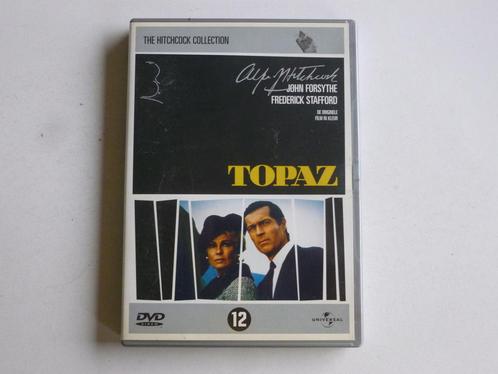 THE HITCHCOCK COLLECTION
Alfred Hitchcock
JOHN FORSYTHE
FREDERICK STAFFORD
DE ORIGINELE
FILM IN KLEUR
TOPAZ
DVD
VIDEO
12
UNIVERSAL